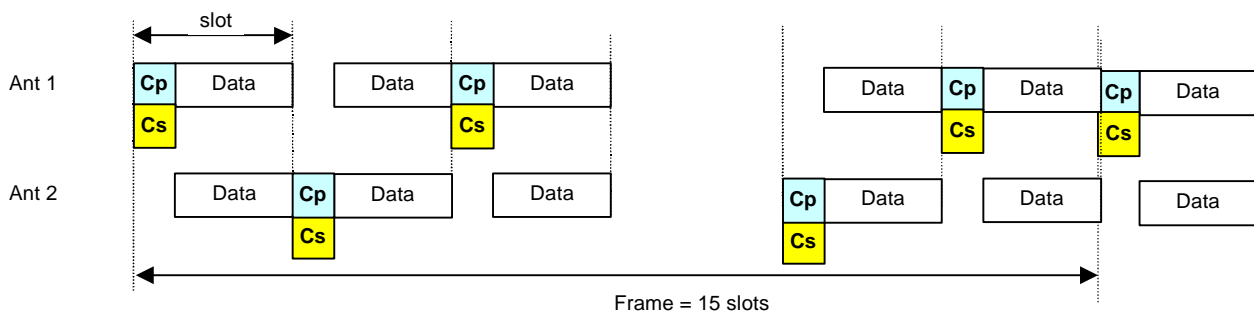 slot
Ant 1 Cp Data Data Cp Data Data Cp Data Cp Data
Cs Cs Cs Cs
Ant 2 Data Cp Data Data Cp Data Data Data
Cs Cs
Frame = 15 slots